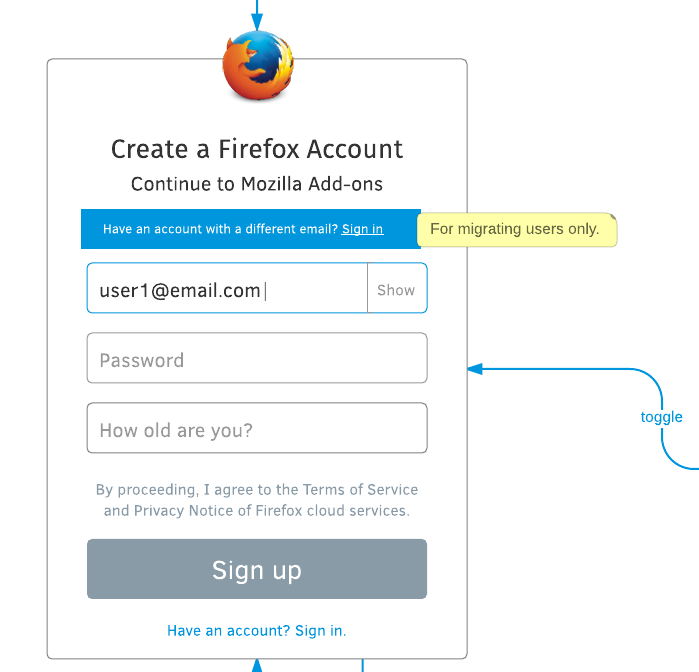 Create a Firefox Account
Continue to Mozilla Add-ons
Have an account with a different email? Sign in
For migrating users only.
user1@email.com
Show
Password
How old are you?
toggle
By proceeding, I agree to the Terms of Service
and Privacy Notice of Firefox cloud services.
Sign up
Have an account? Sign in.